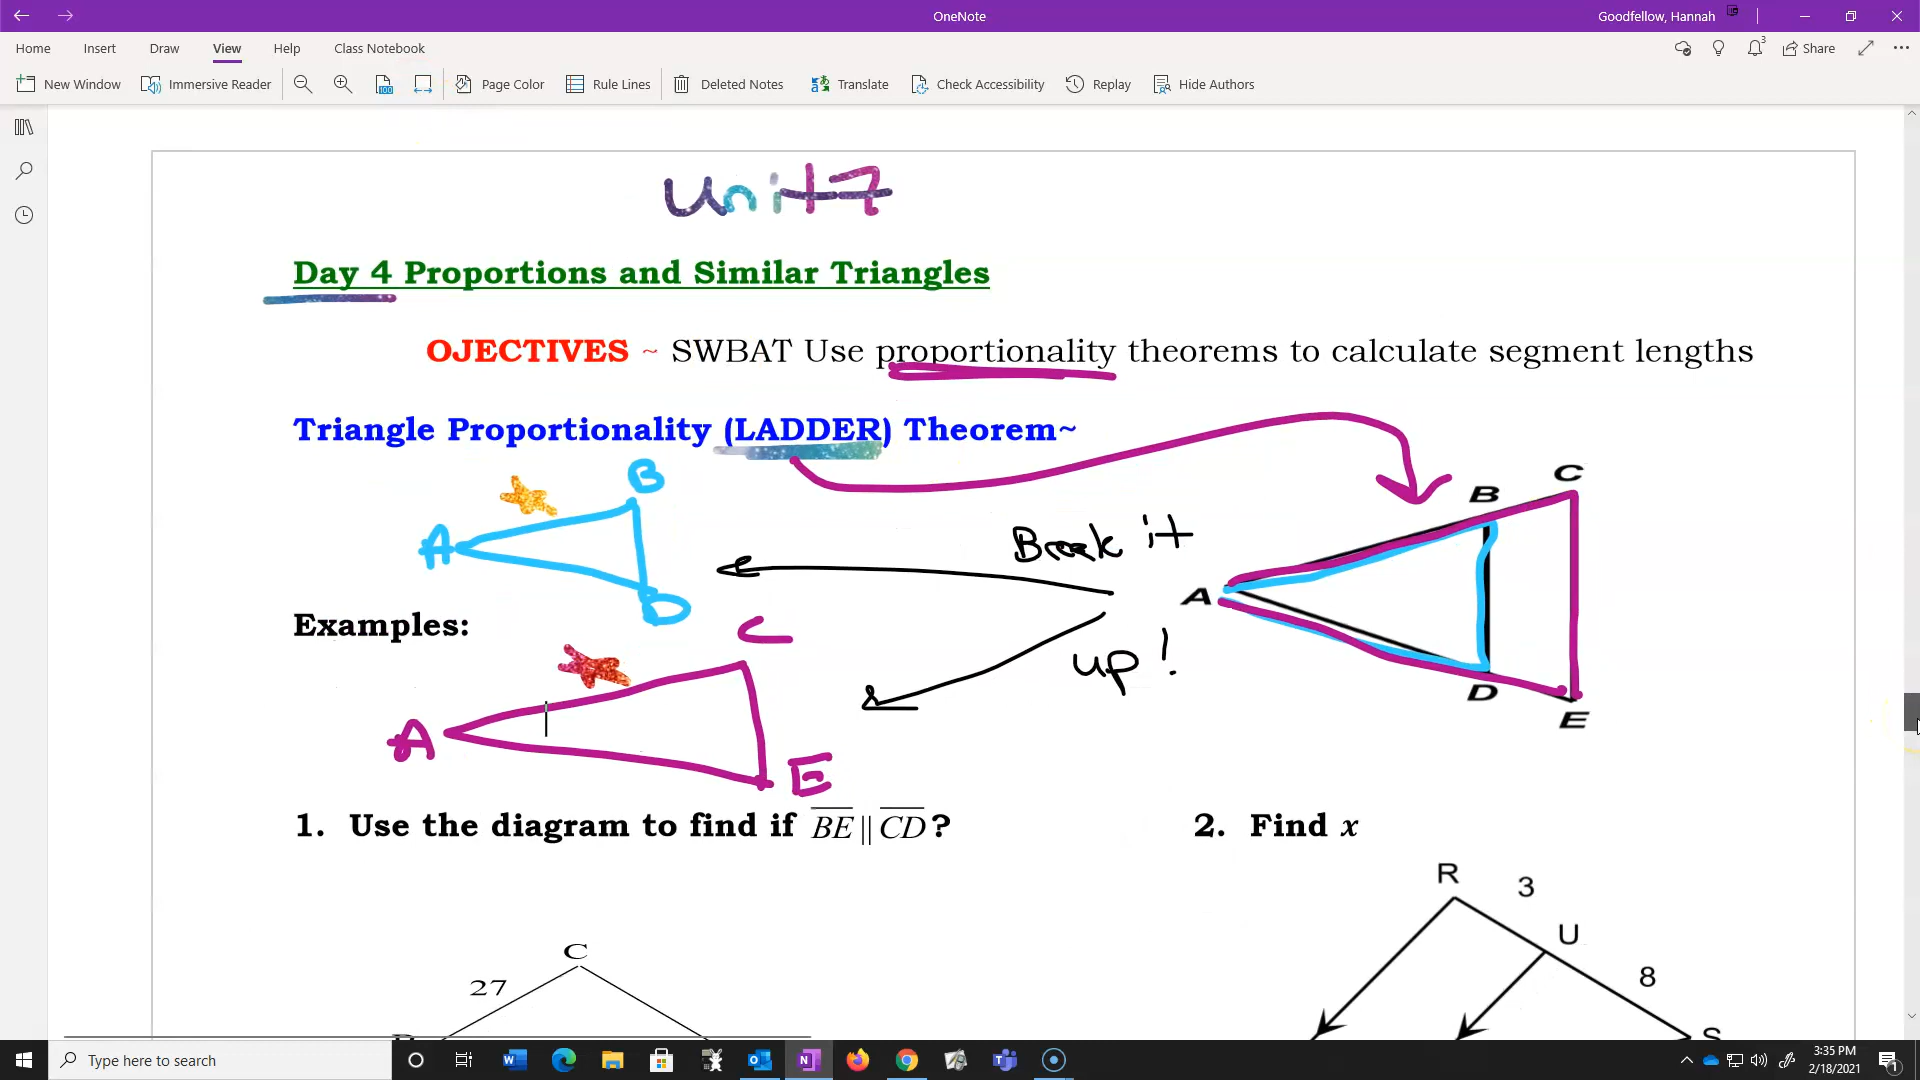 OneNote
Goodfellow, Hannah
Home Insert Draw View Help Class Notebook
3
Share
New Window Immersive Reader 100 Page Color Rule Lines Deleted Notes Translate Check Accessibility Replay Hide Authors
Unit 7
Day 4 Proportions and Similar Triangles
OJECTIVES ~ SWBAT Use proportionality theorems to calculate segment lengths
Triangle Proportionality (LADDER) Theorem~
B
A
D
Break it
up!
C
B
A
D
E
Examples:
C
A
E
1. Use the diagram to find if BE || CD?
2. Find x
C
27
R 3
U
8
S
Type here to search
3:35 PM
2/18/2021
1